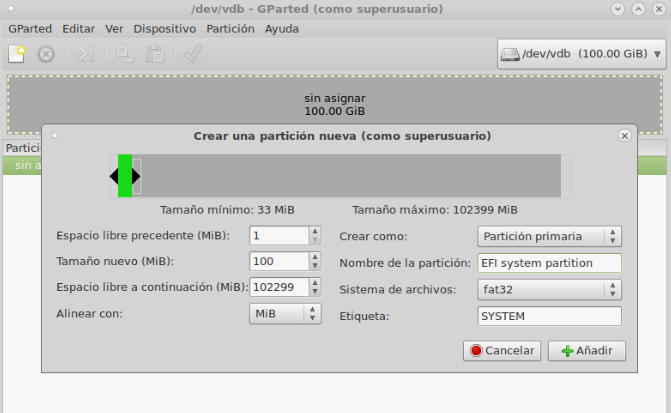 /dev/vdb - GParted (como superusuario)
GParted Editar Ver Dispositivo Partición Ayuda
/dev/vdb (100.00 GiB)
sin asignar
100.00 GiB
Partici
sin a
Crear una partición nueva (como superusuario)
Tamaño mínimo: 33 MiB Tamaño máximo: 102399 MiB
Espacio libre precedente (MiB): 1 Crear como: Partición primaria
Tamaño nuevo (MiB): 100 Nombre de la partición: EFI system partition
Espacio libre a continuación (MiB): 102299 Sistema de archivos: fat32
Alinear con: MiB Etiqueta: SYSTEM
Cancelar Añadir